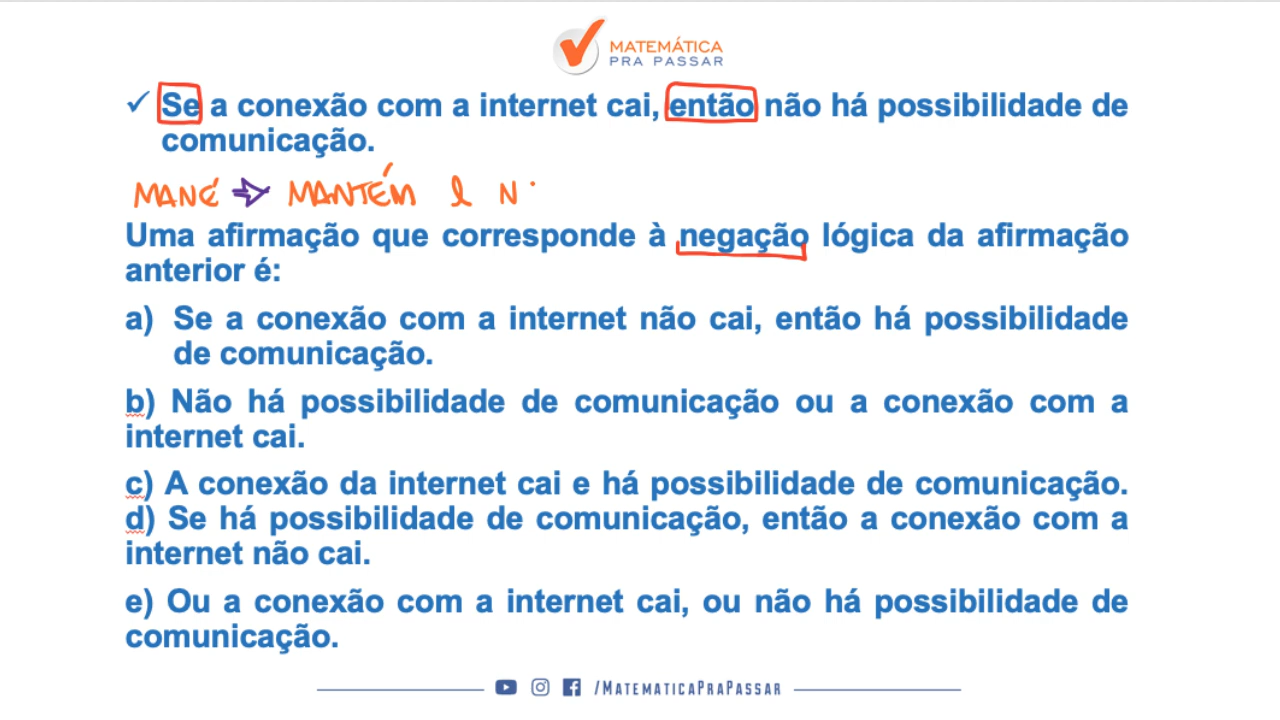 MATEMÁTICA
PRA PASSAR
✓ Se a conexão com a internet cai, então não há possibilidade de
comunicação.
MANÉ ⇒ MANTÉM e N
Uma afirmação que corresponde à negação lógica da afirmação
anterior é:
a) Se a conexão com a internet não cai, então há possibilidade
de comunicação.
b) Não há possibilidade de comunicação ou a conexão com a
internet cai.
c) A conexão da internet cai e há possibilidade de comunicação.
d) Se há possibilidade de comunicação, então a conexão com a
internet não cai.
e) Ou a conexão com a internet cai, ou não há possibilidade de
comunicação.
/MATEMATICAPRAPASSAR